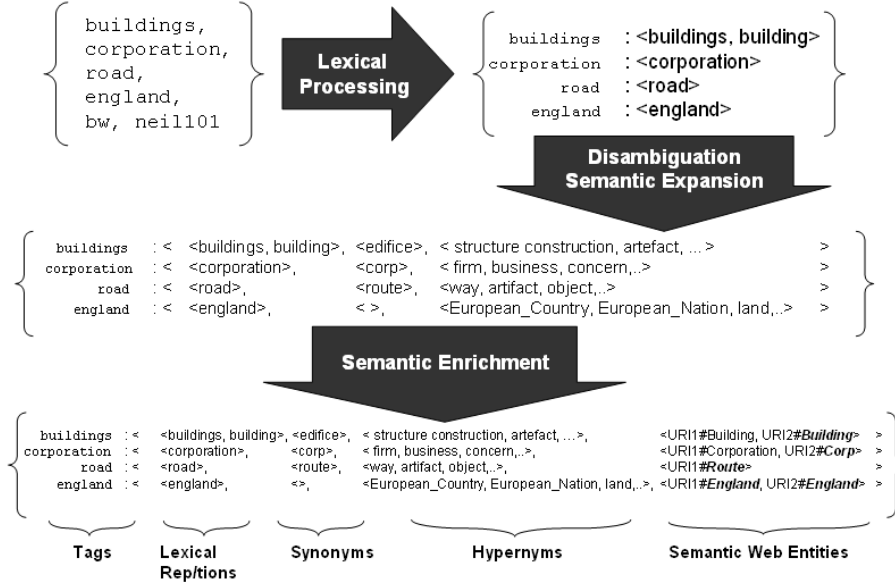 buildings,
corporation,
road,
england,
bw, neil101
Lexical
Processing
buildings : <buildings, building>
corporation : <corporation>
road : <road>
england : <england>
Disambiguation
Semantic Expansion
buildings : < <buildings, building>, <edifice>, < structure construction, artefact, ... > >
corporation : < <corporation>, <corp>, < firm, business, concern,..> >
road : < <road>, <route>, <way, artifact, object,..> >
england : < <england>, < >, <European_Country, European_Nation, land,..> >
Semantic Enrichment
buildings : < <buildings, building>, <edifice>, < structure construction, artefact, ...>, <URI1#Building, URI2#Building> >
corporation : < <corporation>, <corp>, < firm, business, concern,..>, <URI1#Corporation, URI2#Corp >
road : < <road>, <route>, <way, artifact, object,..>, <URI1#Route> >
england : < <england>, <>, <European_Country, European_Nation, land,..>, <URI1#England, URI2#England> >
Tags
Lexical
Rep/tions
Synonyms
Hypernyms
Semantic Web Entities